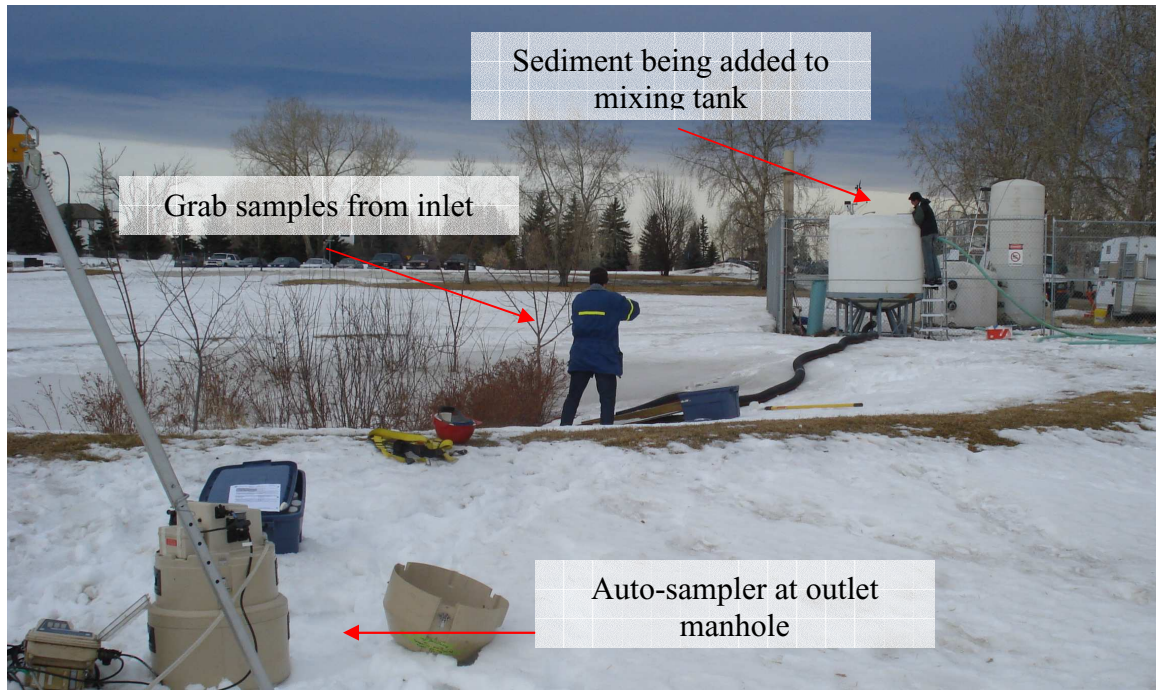 Sediment being added to
mixing tank
Grab samples from inlet
Auto-sampler at outlet
manhole